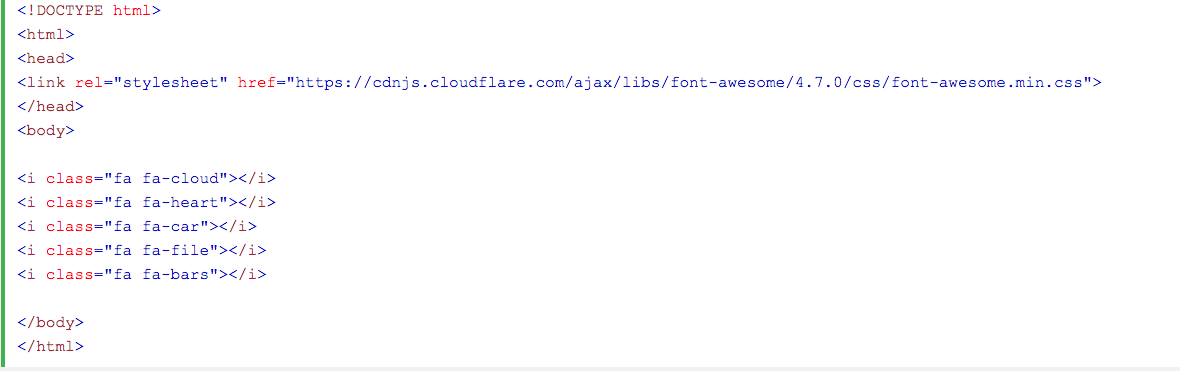 <!DOCTYPE html>
<html>
<head>
<link rel="stylesheet" href="https://cdnjs.cloudflare.com/ajax/libs/font-awesome/4.7.0/css/font-awesome.min.css">
</head>
<body>
<i class="fa fa-cloud"></i>
<i class="fa fa-heart"></i>
<i class="fa fa-car"></i>
<i class="fa fa-file"></i>
<i class="fa fa-bars"></i>
</body>
</html>